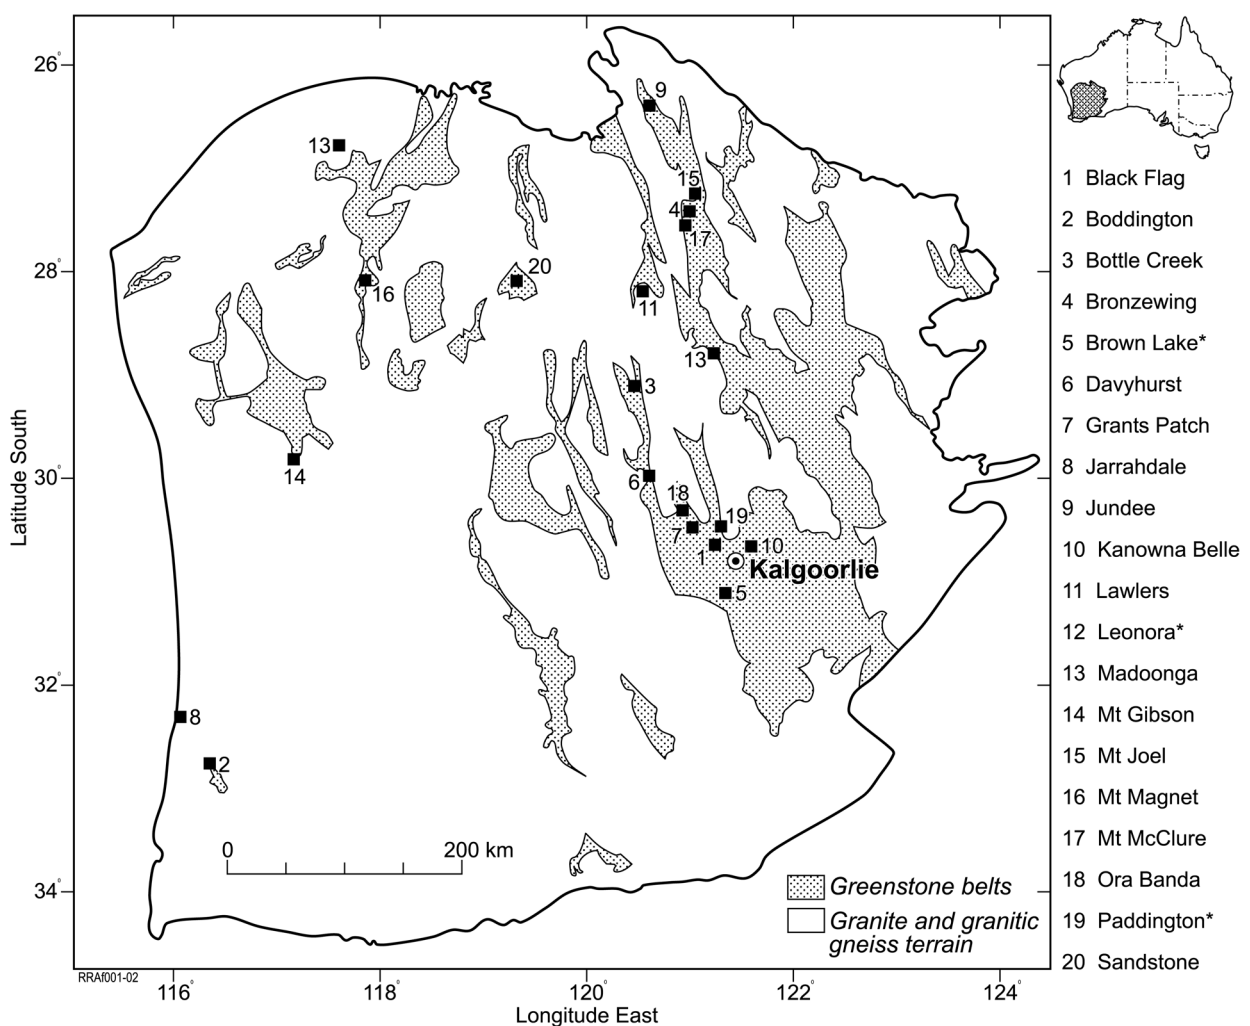 26°
28°
30°
32°
34°
Latitude South
116°
118°
120°
122°
124°
Longitude East
9
13
15
4
17
20
16
11
13
3
14
6
18
19
7
1
10
Kalgoorlie
5
8
2
0 200 km
Greenstone belts
Granite and granitic
gneiss terrain
RRAf001-02
1 Black Flag
2 Boddington
3 Bottle Creek
4 Bronzewing
5 Brown Lake*
6 Davyhurst
7 Grants Patch
8 Jarrahdale
9 Jundee
10 Kanowna Belle
11 Lawlers
12 Leonora*
13 Madoonga
14 Mt Gibson
15 Mt Joel
16 Mt Magnet
17 Mt McClure
18 Ora Banda
19 Paddington*
20 Sandstone